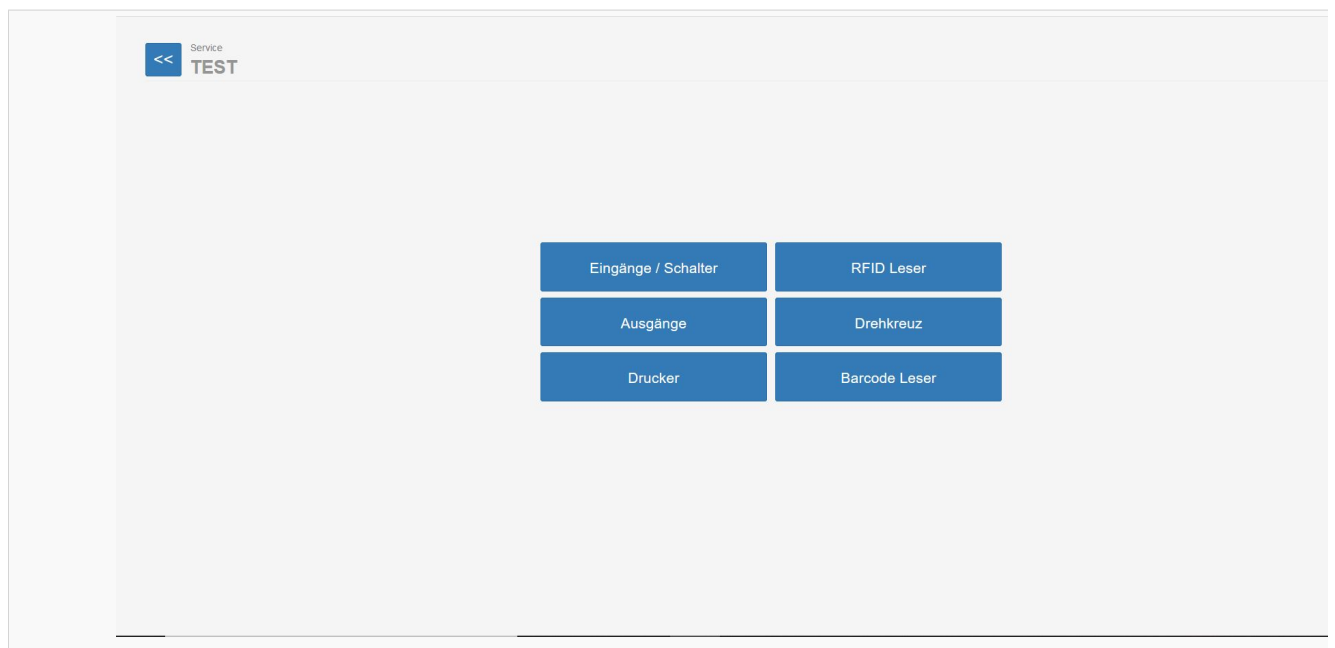 <<
Service
TEST
Eingänge / Schalter
RFID Leser
Ausgänge
Drehkreuz
Drucker
Barcode Leser